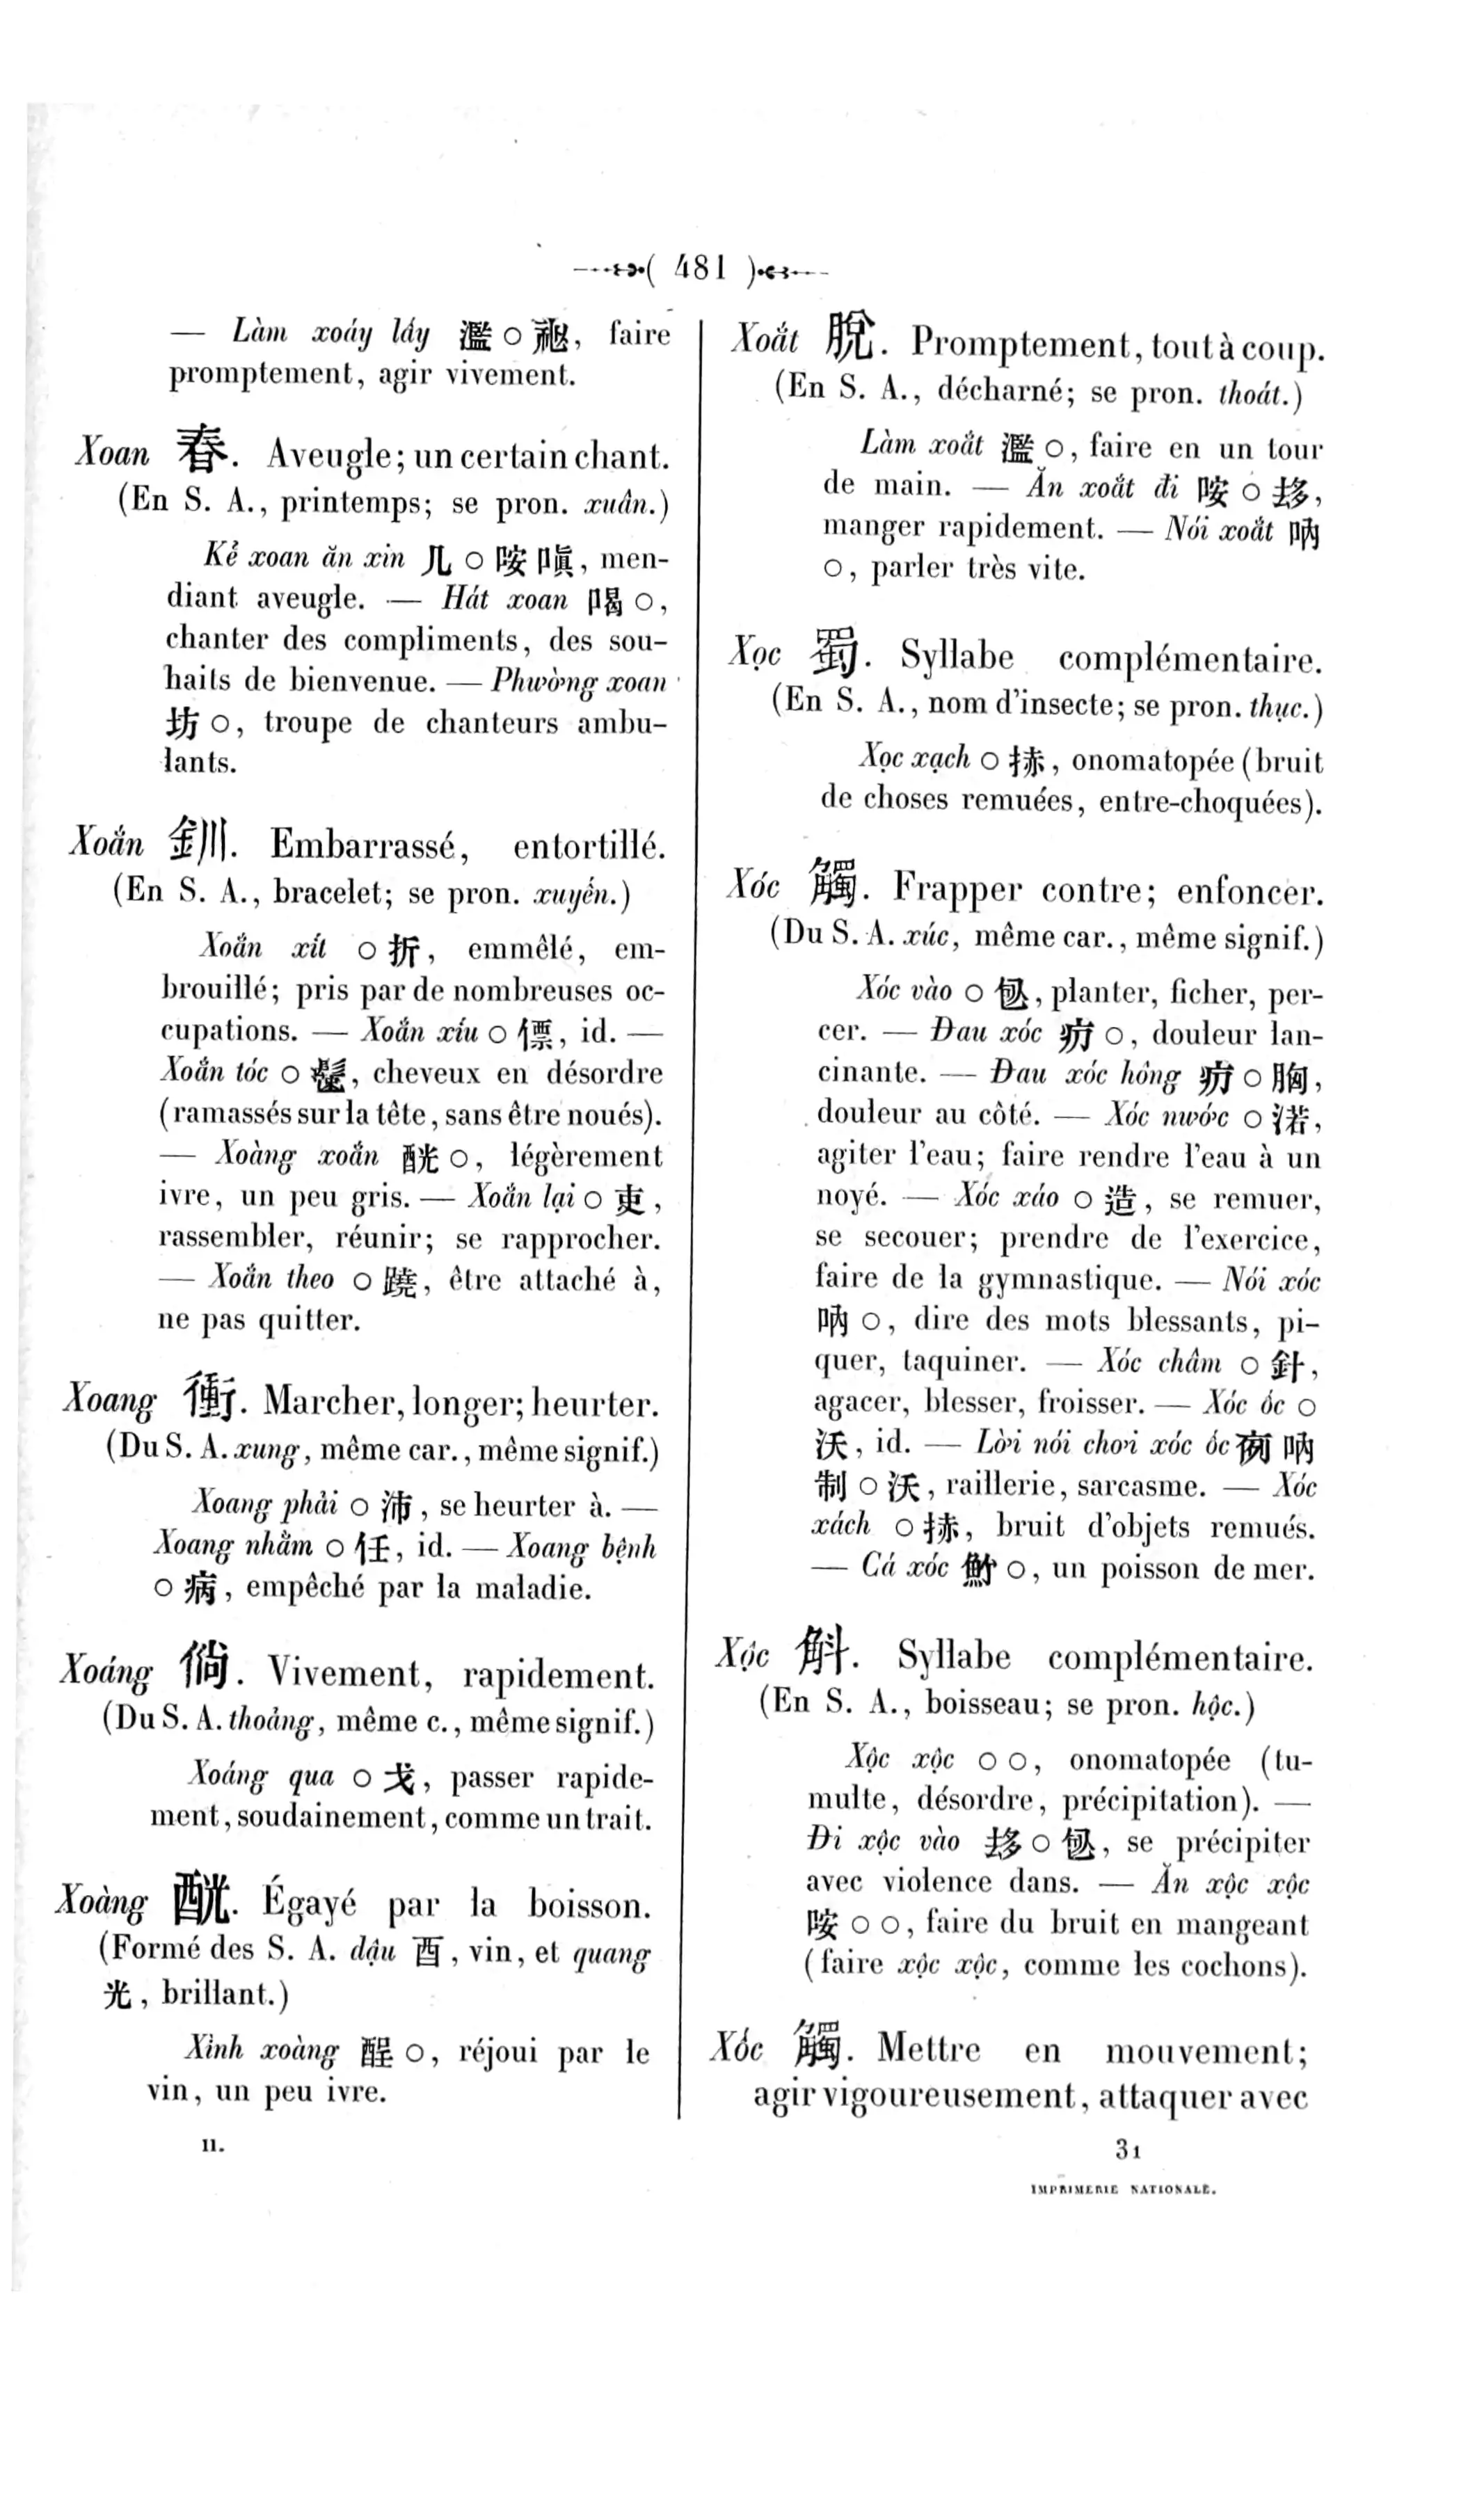 ( 481 )
— Làm xoáy lấy 濫 ○, faire
promptement, agir vivement.
Xoan 春. Aveugle; un certain chant.
(En S. A., printemps; se pron. xuân.)
Kẻ xoan ăn xin 几 ○ 咹 嗔, men-
diant aveugle. — Hát xoan 喝 ○,
chanter des compliments, des sou-
haits de bienvenue. — Phường xoan
坊 ○, troupe de chanteurs ambu-
lants.
Xoắn 釧. Embarrassé, entortillé.
(En S. A., bracelet; se pron. xuyến.)
Xoắn xít ○ 折, emmêlé, em-
brouillé; pris par de nombreuses oc-
cupations. — Xoắn xíu ○ 僄, id. —
Xoắn tóc ○, cheveux en désordre
(ramassés sur la tête, sans être noués).
— Xoàng xoắn 酰 ○, légèrement
ivre, un peu gris. — Xoắn lại ○ 吏,
rassembler, réunir; se rapprocher.
— Xoắn theo ○ 蹺, être attaché à,
ne pas quitter.
Xoang 衝. Marcher, longer; heurter.
(Du S. A. xung, même car., même signif.)
Xoang phải ○ 沛, se heurter à. —
Xoang nhằm ○ 任, id. — Xoang bệnh
○ 病, empêché par la maladie.
Xoáng 倘. Vivement, rapidement.
(Du S. A. thoảng, même c., même signif.)
Xoáng qua ○ 戈, passer rapide-
ment, soudainement, comme un trait.
Xoàng 酰. Égayé par la boisson.
(Formé des S. A. dậu 酉, vin, et quang
光, brillant.)
Xình xoàng 酲 ○, réjoui par le
vin, un peu ivre.
II.
Xoắt 脫. Promptement, tout à coup.
(En S. A., décharné; se pron. thoát.)
Làm xoắt 濫 ○, faire en un tour
de main. — Ăn xoắt đi 咹 ○ 𠫾,
manger rapidement. — Nói xoắt 吶
○, parler très vite.
Xọc 蜀. Syllabe complémentaire.
(En S. A., nom d'insecte; se pron. thục.)
Xọc xạch ○ 捇, onomatopée (bruit
de choses remuées, entre-choquées).
Xóc 觸. Frapper contre; enfoncer.
(Du S. A. xúc, même car., même signif.)
Xóc vào ○ 𠓨, planter, ficher, per-
cer. — Đau xóc 疠 ○, douleur lan-
cinante. — Đau xóc hông 疠 ○ 胸,
douleur au côté. — Xóc nước ○ 渃,
agiter l'eau; faire rendre l'eau à un
noyé. — Xóc xáo ○ 造, se remuer,
se secouer; prendre de l'exercice,
faire de la gymnastique. — Nói xóc
吶 ○, dire des mots blessants, pi-
quer, taquiner. — Xóc châm ○ 針,
agacer, blesser, froisser. — Xóc óc ○
沃, id. — Lời nói chơi xóc óc 吶
制 ○ 沃, raillerie, sarcasme. — Xóc
xách ○ 捇, bruit d'objets remués.
— Cá xóc ○, un poisson de mer.
Xộc 斛. Syllabe complémentaire.
(En S. A., boisseau; se pron. hộc.)
Xộc xộc ○ ○, onomatopée (tu-
multe, désordre, précipitation). —
Đi xộc vào 𠫾 ○ 𠓨, se précipiter
avec violence dans. — Ăn xộc xộc
咹 ○ ○, faire du bruit en mangeant
(faire xộc xộc, comme les cochons).
Xốc 觸. Mettre en mouvement;
agir vigoureusement, attaquer avec
31
IMPRIMERIE NATIONALE.